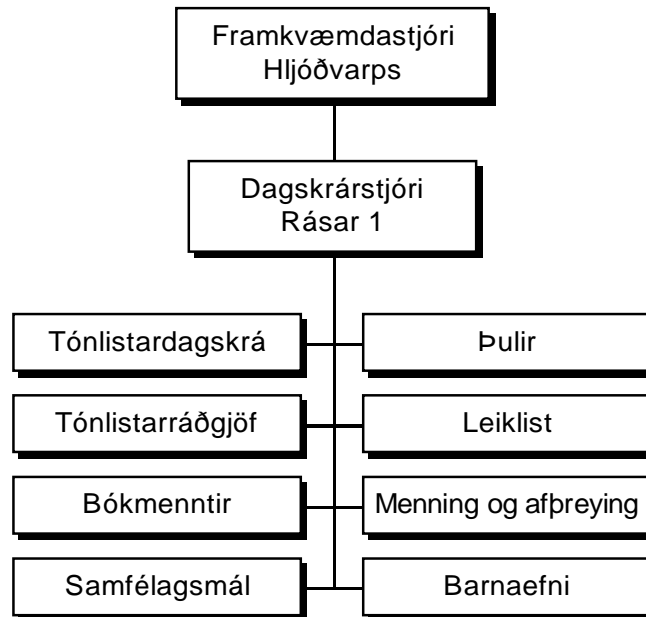 Framkvæmdastjóri
Hljóðvarps
Dagskrárstjóri
Rásar 1
Tónlistardagskrá
Þulir
Tónlistarráðgjöf
Leiklist
Bókmenntir
Menning og afþreying
Samfélagsmál
Barnaefni